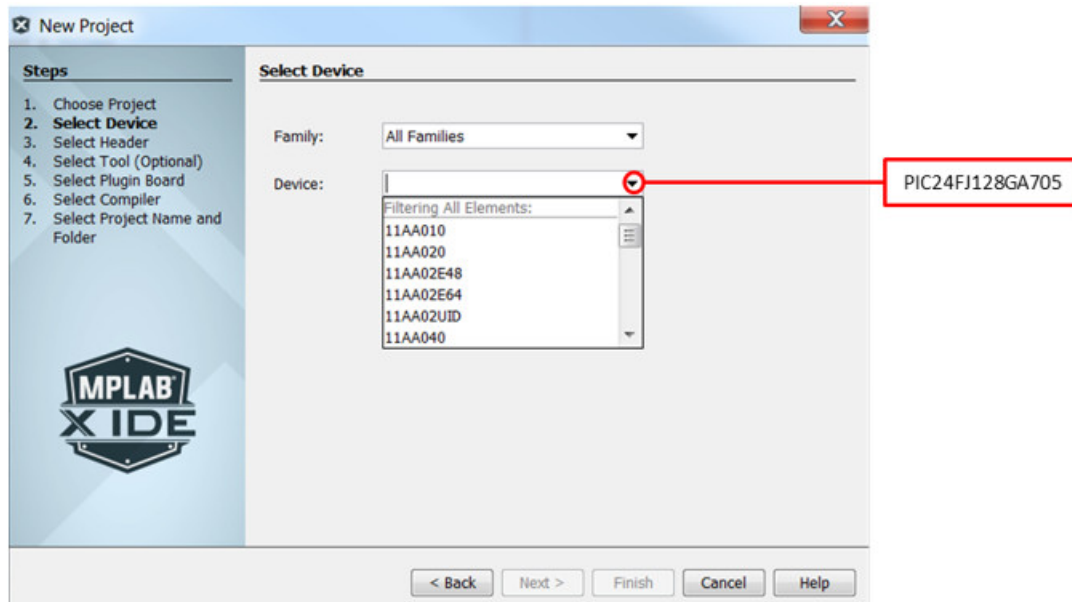 New Project
Steps
1. Choose Project
2. Select Device
3. Select Header
4. Select Tool (Optional)
5. Select Plugin Board
6. Select Compiler
7. Select Project Name and
Folder
MPLAB
X IDE
Select Device
Family: All Families
Device:
Filtering All Elements:
11AA010
11AA020
11AA02E48
11AA02E64
11AA02UID
11AA040
PIC24FJ128GA705
< Back Next > Finish Cancel Help